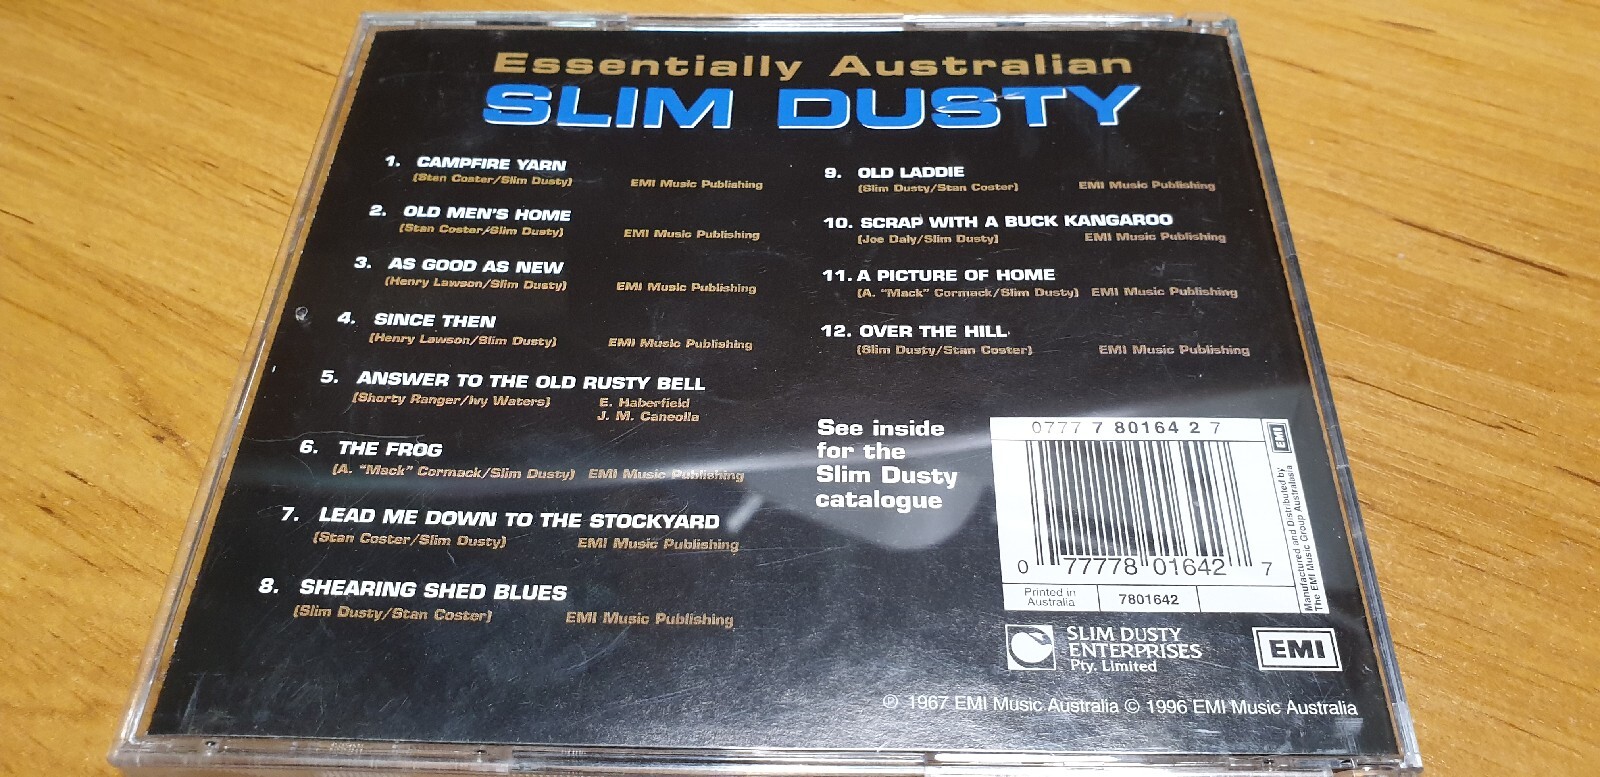 Essentially Australian
SLIM DUSTY
1. CAMPFIRE YARN
(Stan Coster/Slim Dusty) EMI Music Publishing
2. OLD MEN'S HOME
(Stan Coster/Slim Dusty) EMI Music Publishing
3. AS GOOD AS NEW
(Henry Lawson/Slim Dusty) EMI Music Publishing
4. SINCE THEN
(Henry Lawson/Slim Dusty) EMI Music Publishing
5. ANSWER TO THE OLD RUSTY BELL
(Shorty Ranger/Ivy Waters) E. Haberfield
J. M. Caneolla
6. THE FROG
(A. "Mack" Cormack/Slim Dusty) EMI Music Publishing
7. LEAD ME DOWN TO THE STOCKYARD
(Stan Coster/Slim Dusty) EMI Music Publishing
8. SHEARING SHED BLUES
(Slim Dusty/Stan Coster) EMI Music Publishing
9. OLD LADDIE
(Slim Dusty/Stan Coster) EMI Music Publishing
10. SCRAP WITH A BUCK KANGAROO
(Joe Daly/Slim Dusty) EMI Music Publishing
11. A PICTURE OF HOME
(A. "Mack" Cormack/Slim Dusty) EMI Music Publishing
12. OVER THE HILL
(Slim Dusty/Stan Coster) EMI Music Publishing
See inside
for the
Slim Dusty
catalogue
0777 7 80164 2 7
0 77778 01642 7
Printed in
Australia
7801642
EMI
Manufactured and Distributed by
The EMI Music Group Australasia
SLIM DUSTY
ENTERPRISES
Pty. Limited
EMI
℗ 1967 EMI Music Australia © 1996 EMI Music Australia